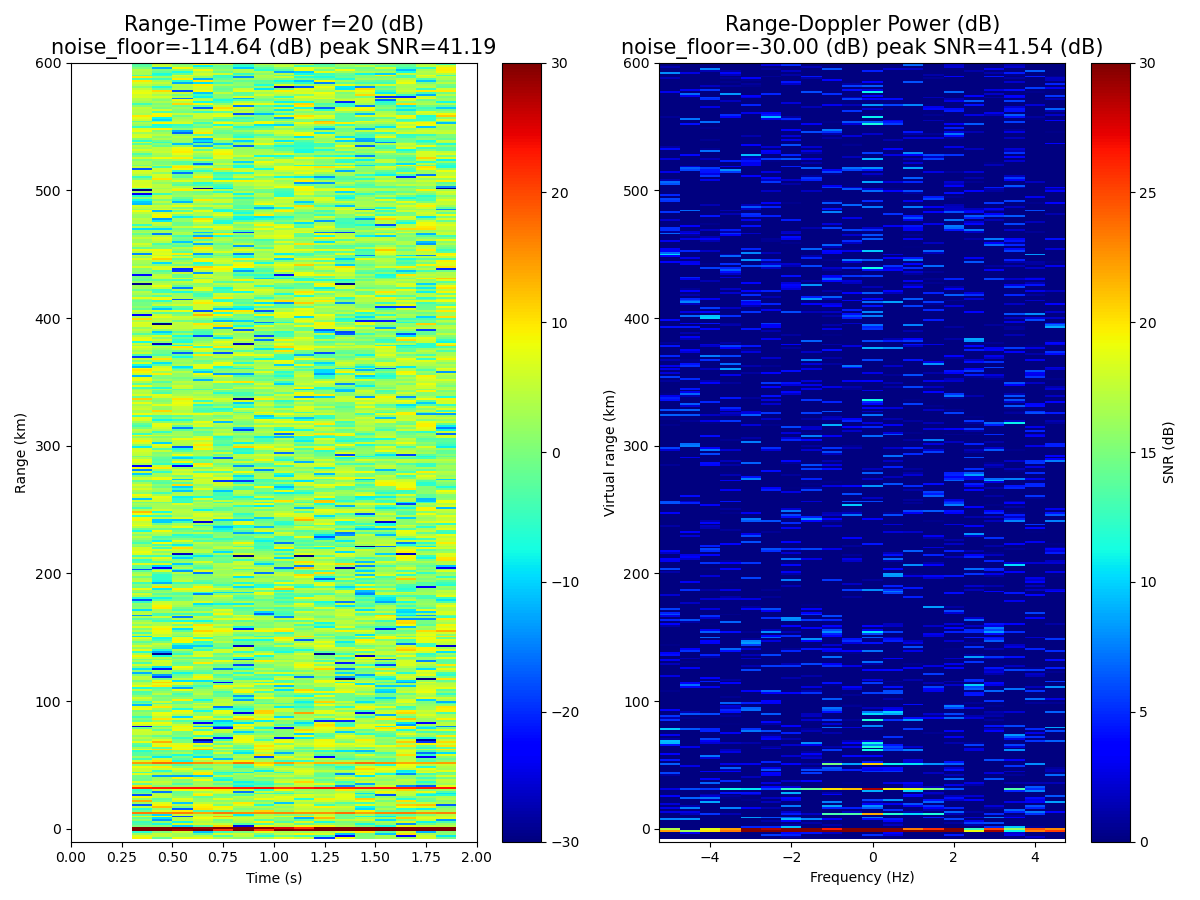 Range-Time Power f=20 (dB)
noise_floor=-114.64 (dB) peak SNR=41.19
Range (km)
600
500
400
300
200
100
0
0.00 0.25 0.50 0.75 1.00 1.25 1.50 1.75 2.00
Time (s)
30
20
10
0
−10
−20
−30
Range-Doppler Power (dB)
noise_floor=-30.00 (dB) peak SNR=41.54 (dB)
Virtual range (km)
600
500
400
300
200
100
0
−4 −2 0 2 4
Frequency (Hz)
30
25
20
15
10
5
0
SNR (dB)